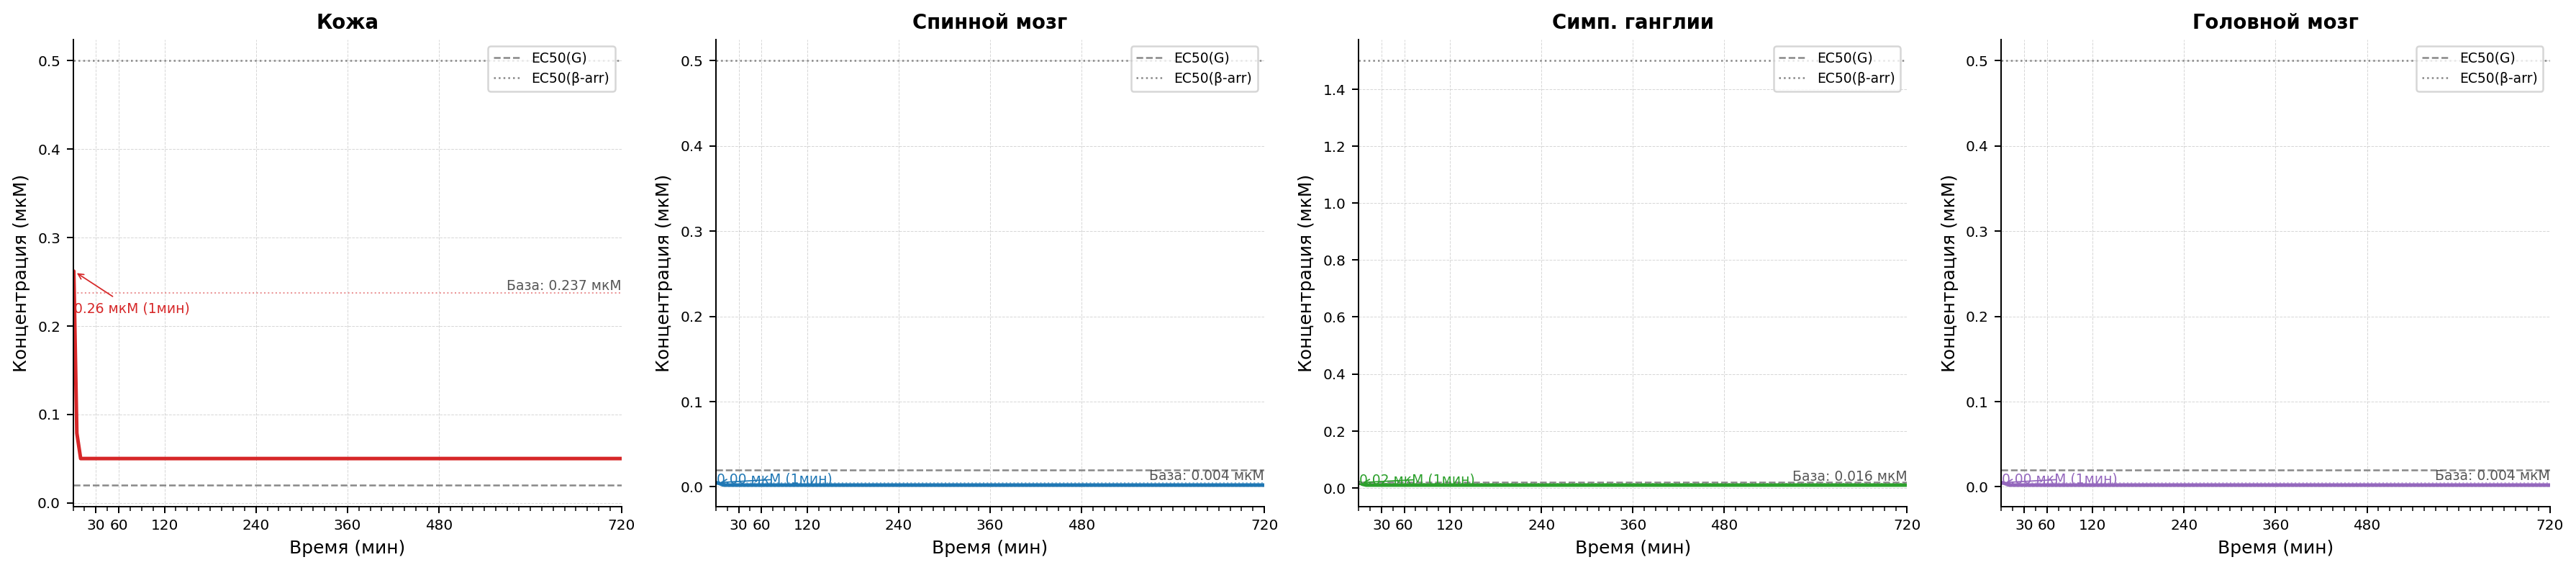 Кожа
Концентрация (мкМ)
0.5
0.4
0.3
0.2
0.1
0.0
EC50(G)
EC50(β-arr)
База: 0.237 мкМ
0.26 мкМ (1мин)
30 60 120 240 360 480 720
Время (мин)
Спинной мозг
Концентрация (мкМ)
0.5
0.4
0.3
0.2
0.1
0.0
EC50(G)
EC50(β-arr)
База: 0.004 мкМ
0.00 мкМ (1мин)
30 60 120 240 360 480 720
Время (мин)
Симп. ганглии
Концентрация (мкМ)
1.4
1.2
1.0
0.8
0.6
0.4
0.2
0.0
EC50(G)
EC50(β-arr)
База: 0.016 мкМ
0.02 мкМ (1мин)
30 60 120 240 360 480 720
Время (мин)
Головной мозг
Концентрация (мкМ)
0.5
0.4
0.3
0.2
0.1
0.0
EC50(G)
EC50(β-arr)
База: 0.004 мкМ
0.00 мкМ (1мин)
30 60 120 240 360 480 720
Время (мин)